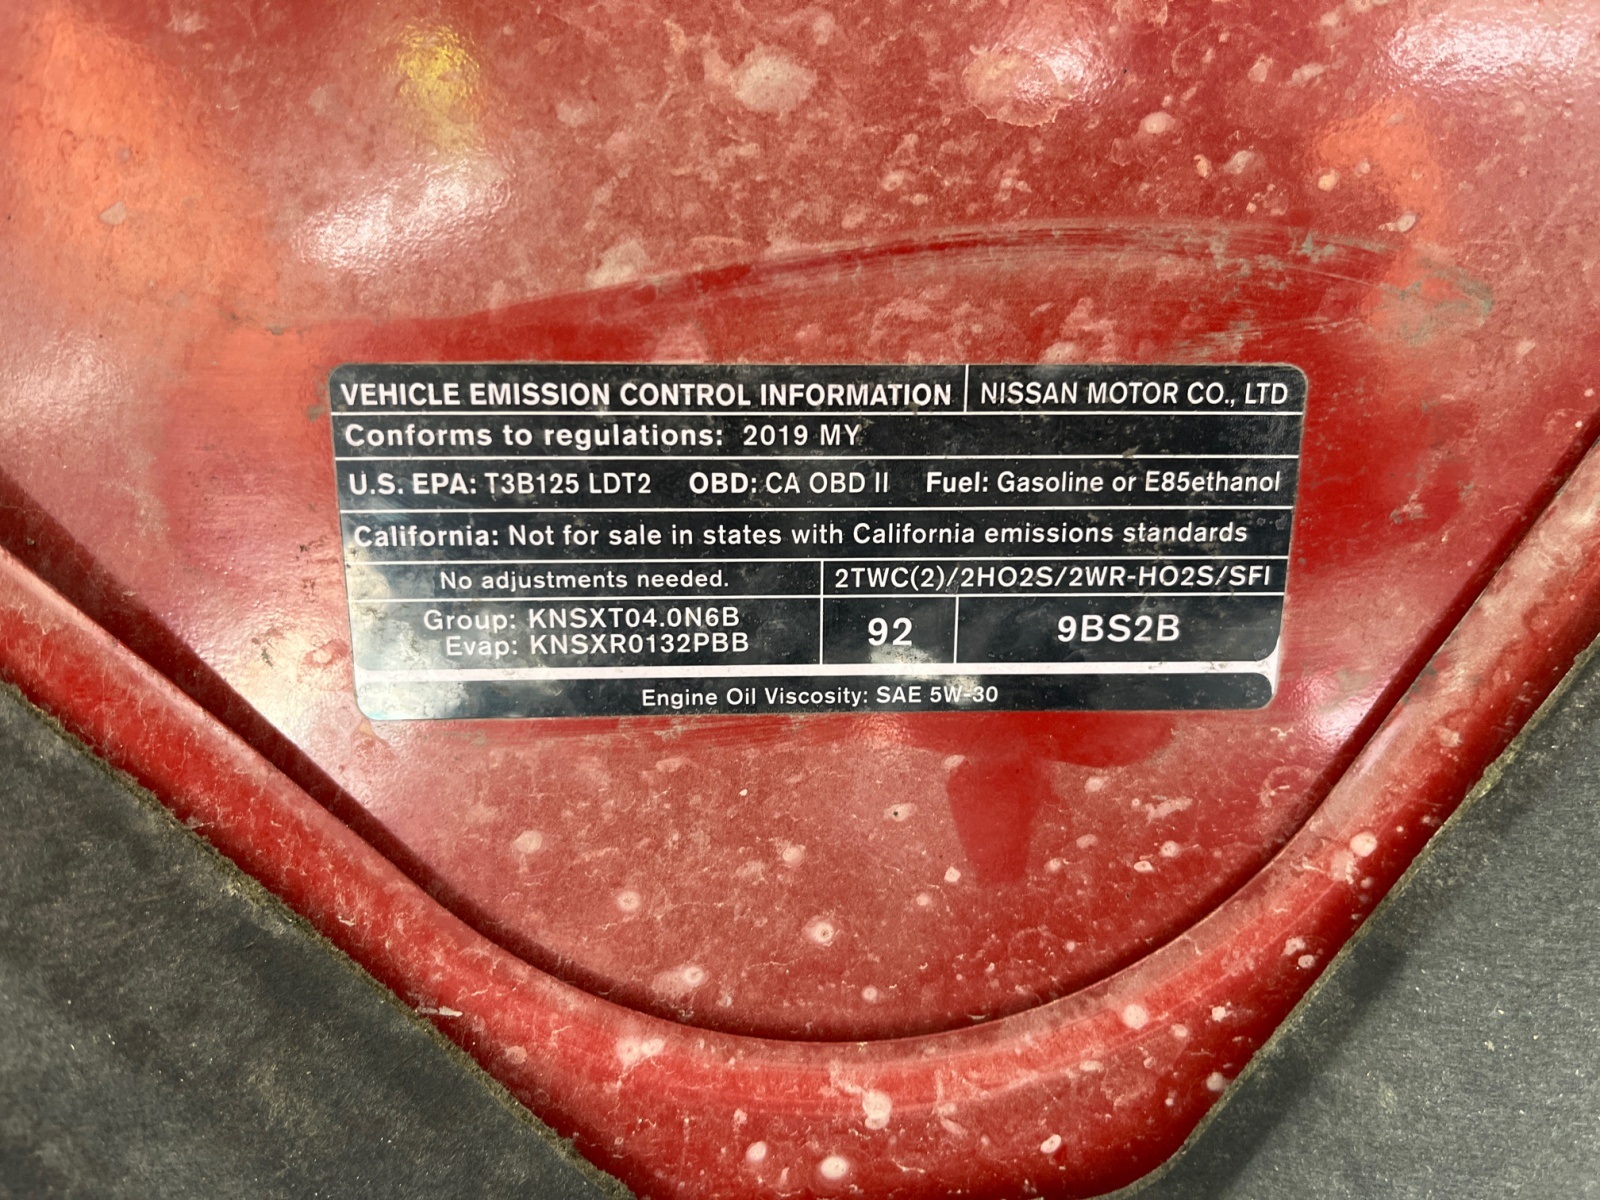 VEHICLE EMISSION CONTROL INFORMATION NISSAN MOTOR CO., LTD
Conforms to regulations: 2019 MY
U.S. EPA: T3B125 LDT2 OBD: CA OBD II Fuel: Gasoline or E85ethanol
California: Not for sale in states with California emissions standards
No adjustments needed. 2TWC(2)/2HO2S/2WR-HO2S/SFI
Group: KNSXT04.0N6B
Evap: KNSXR0132PBB
92 9BS2B
Engine Oil Viscosity: SAE 5W-30